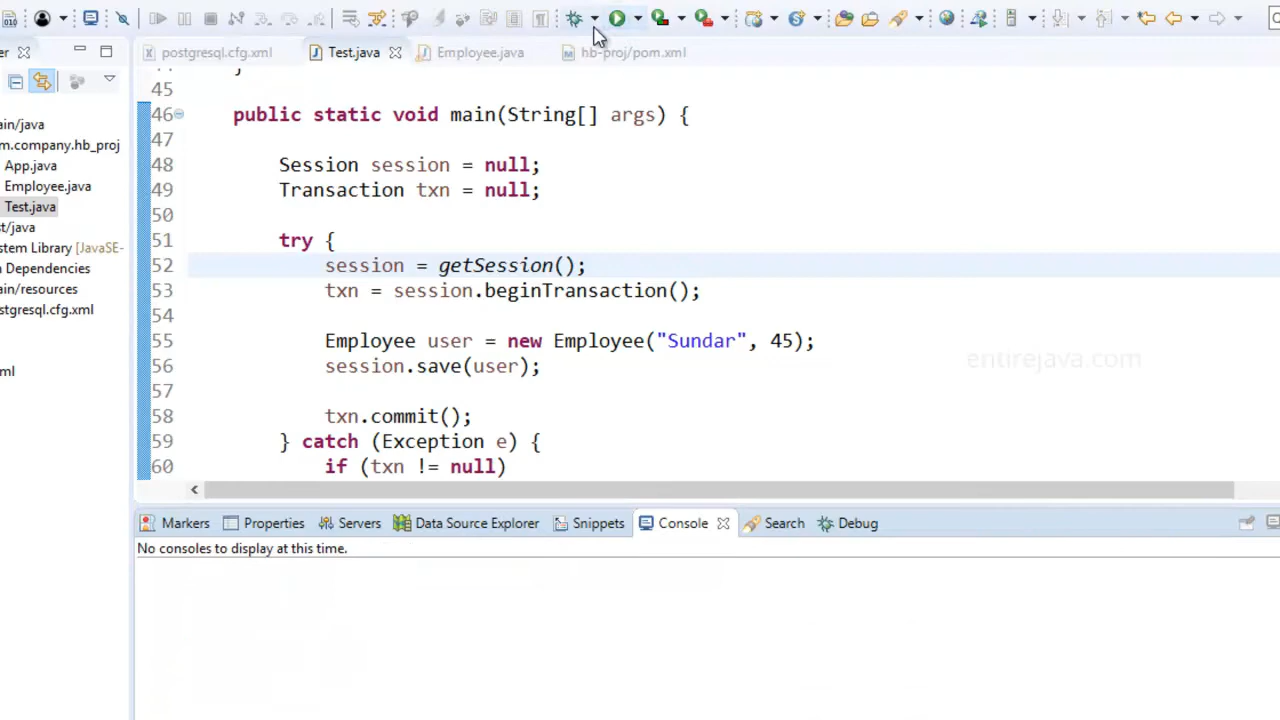 postgresql.cfg.xml Test.java Employee.java hb-proj/pom.xml
45
46 public static void main(String[] args) {
47
48 Session session = null;
49 Transaction txn = null;
50
51 try {
52 session = getSession();
53 txn = session.beginTransaction();
54
55 Employee user = new Employee("Sundar", 45);
56 session.save(user);
57
58 txn.commit();
59 } catch (Exception e) {
60 if (txn != null)
er
ain/java
m.company.hb_proj
App.java
Employee.java
Test.java
st/java
stem Library [JavaSE-
n Dependencies
ain/resources
stgresql.cfg.xml
ml
entirejava.com
Markers Properties Servers Data Source Explorer Snippets Console Search Debug
No consoles to display at this time.